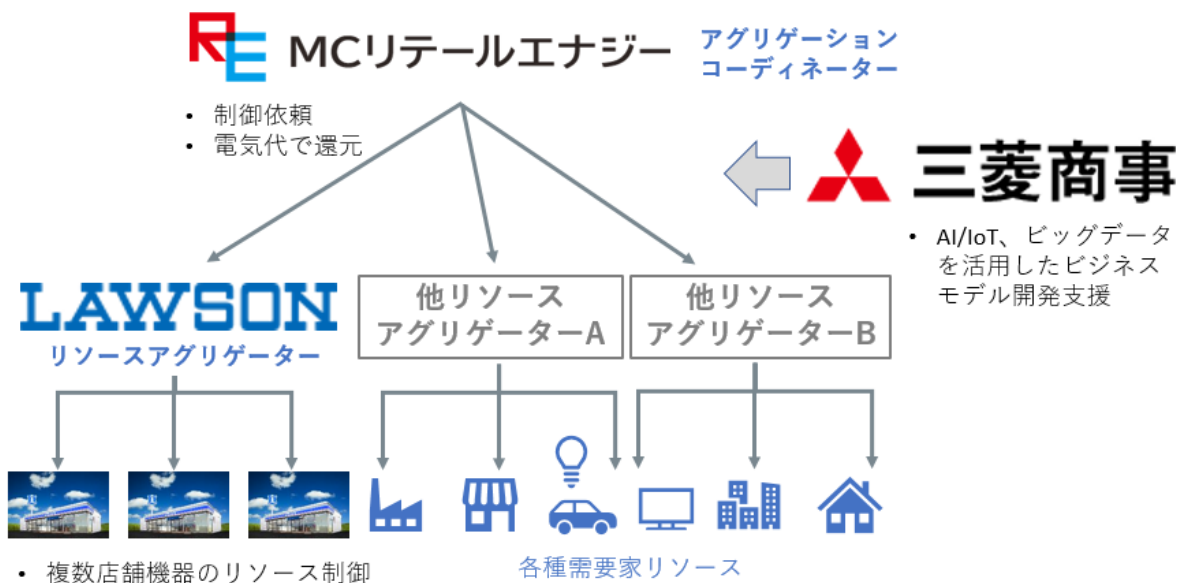 RE MCリテールエナジー
アグリゲーション
コーディネーター
• 制御依頼
• 電気代で還元
三菱商事
• AI/IoT、ビッグデータ
を活用したビジネス
モデル開発支援
LAWSON
リソースアグリゲーター
他リソース
アグリゲーターA
他リソース
アグリゲーターB
• 複数店舗機器のリソース制御
各種需要家リソース